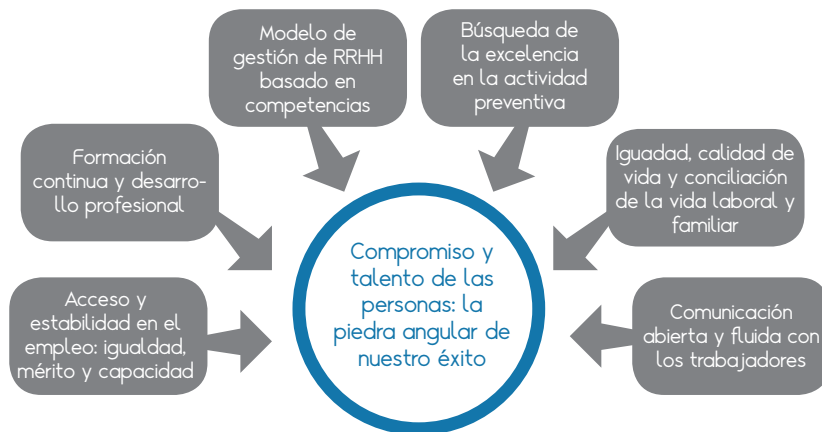 Modelo de
gestión de RRHH
basado en
competencias
Búsqueda de
la excelencia
en la actividad
preventiva
Formación
continua y desarro-
llo profesional
Iguadad, calidad de
vida y conciliación
de la vida laboral y
familiar
Compromiso y
talento de las
personas: la
piedra angular de
nuestro éxito
Acceso y
estabilidad en el
empleo: igualdad,
mérito y capacidad
Comunicación
abierta y fluida con
los trabajadores